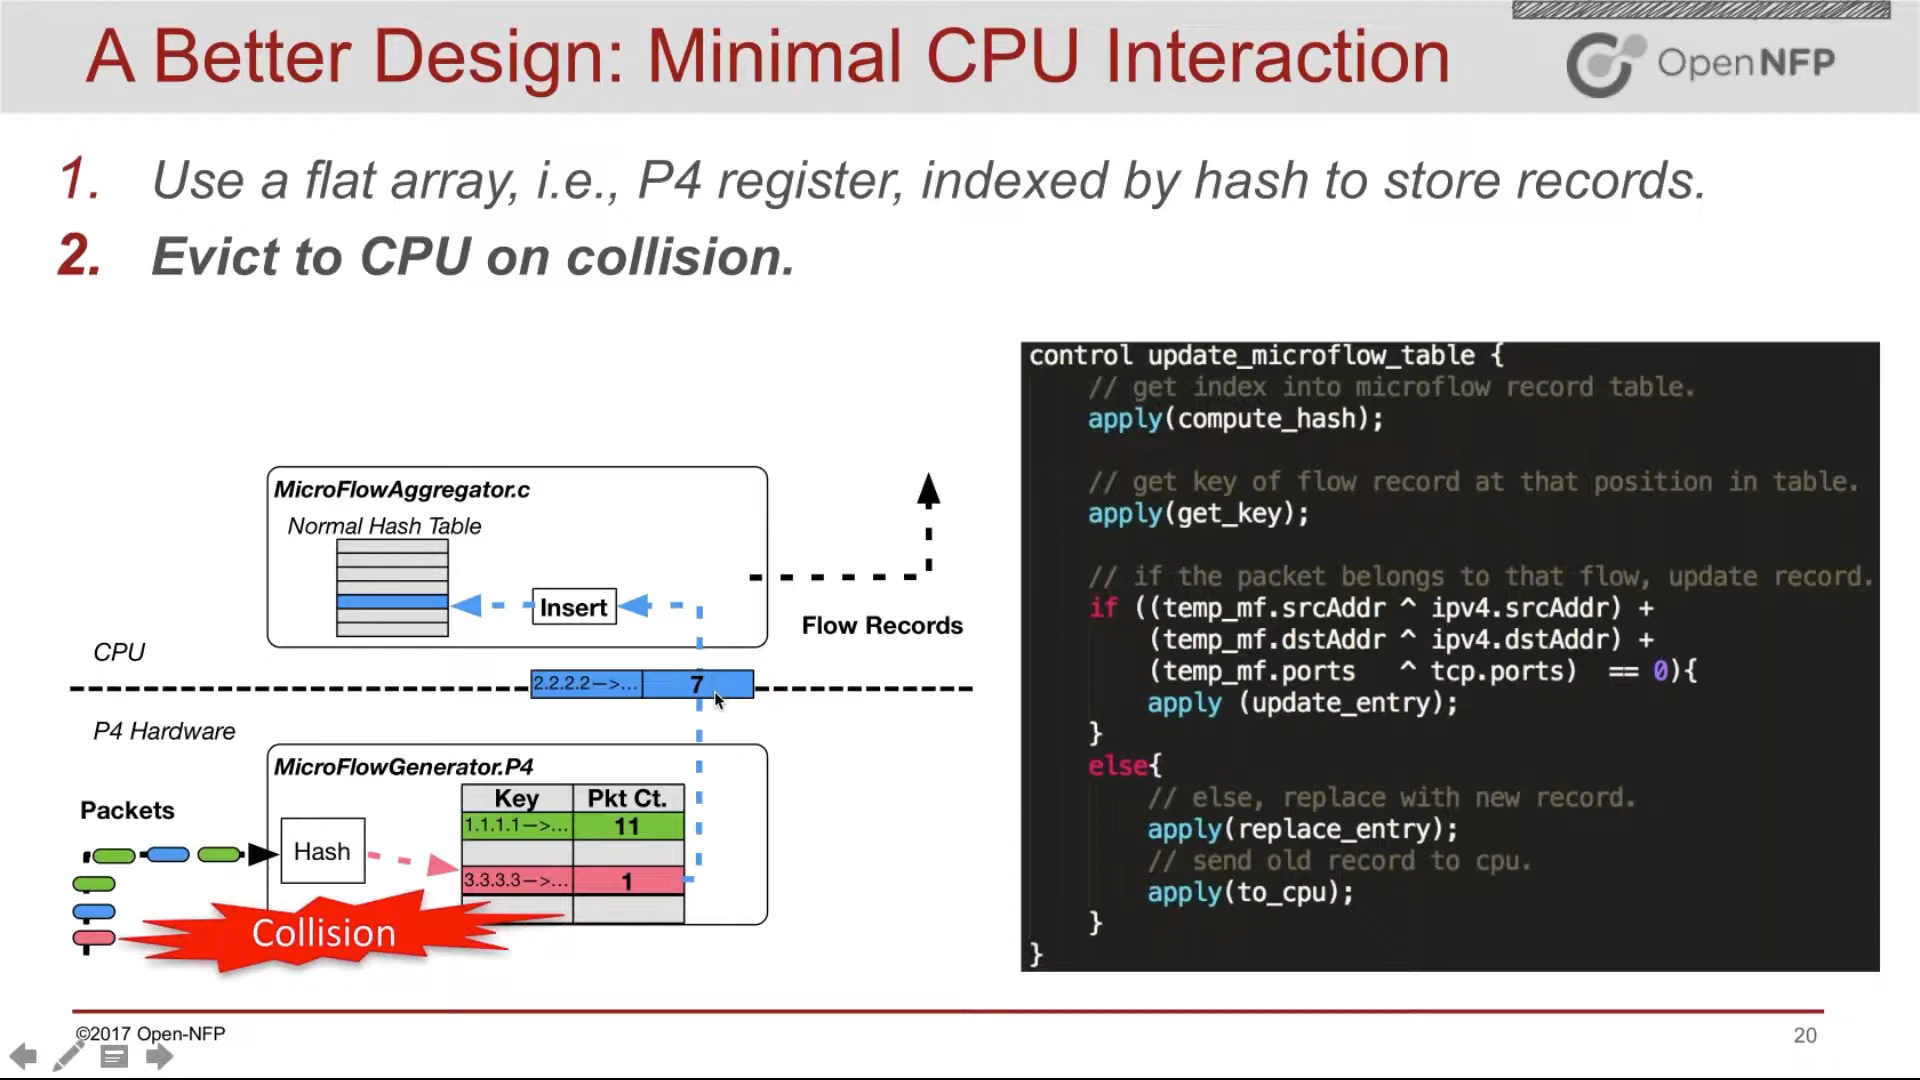 A Better Design: Minimal CPU Interaction
Open NFP
1. Use a flat array, i.e., P4 register, indexed by hash to store records.
2. Evict to CPU on collision.
MicroFlowAggregator.c
Normal Hash Table
Insert
Flow Records
CPU
2.2.2.2—>... 7
P4 Hardware
MicroFlowGenerator.P4
Packets
Hash
Key Pkt Ct.
1.1.1.1—>... 11
3.3.3.3—>... 1
Collision
control update_microflow_table {
// get index into microflow record table.
apply(compute_hash);
// get key of flow record at that position in table.
apply(get_key);
// if the packet belongs to that flow, update record.
if ((temp_mf.srcAddr ^ ipv4.srcAddr) +
(temp_mf.dstAddr ^ ipv4.dstAddr) +
(temp_mf.ports ^ tcp.ports) == 0){
apply (update_entry);
}
else{
// else, replace with new record.
apply(replace_entry);
// send old record to cpu.
apply(to_cpu);
}
}
©2017 Open-NFP
20